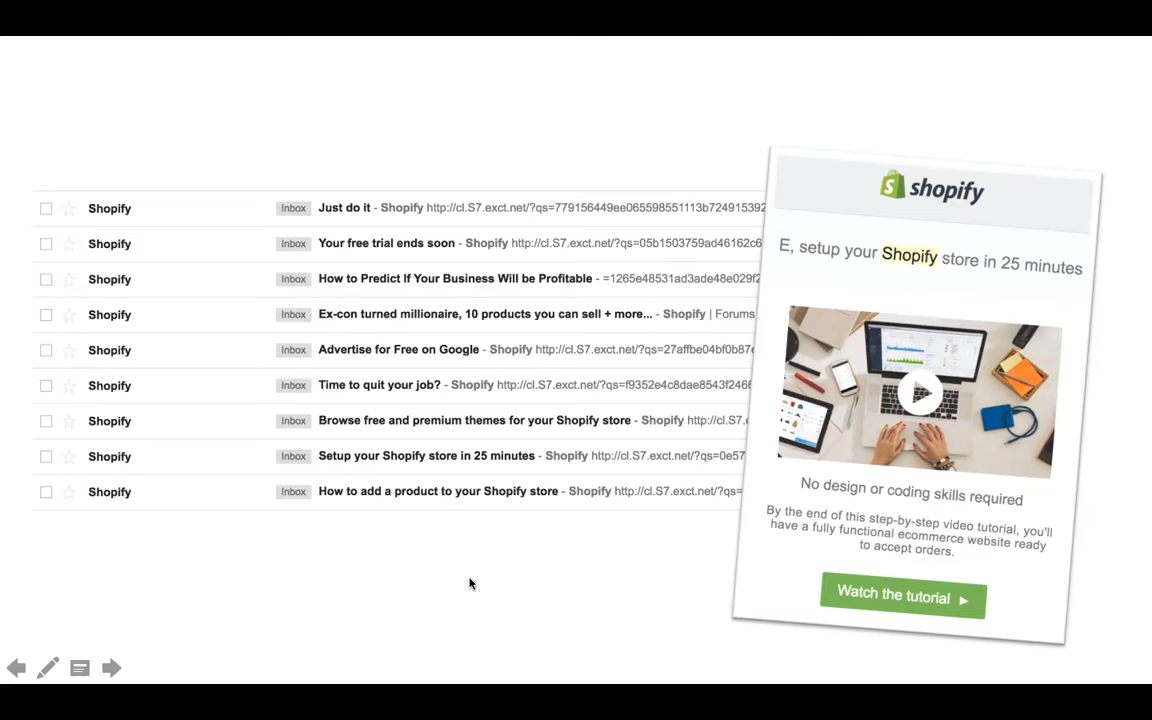 Shopify Inbox Just do it - Shopify http://cl.S7.exct.net/?qs=779156449ee065598551113b724915392
Shopify Inbox Your free trial ends soon - Shopify http://cl.S7.exct.net/?qs=05b1503759ad46162c6
Shopify Inbox How to Predict If Your Business Will be Profitable - =1265e48531ad3ade48e029f2
Shopify Inbox Ex-con turned millionaire, 10 products you can sell + more... - Shopify | Forums
Shopify Inbox Advertise for Free on Google - Shopify http://cl.S7.exct.net/?qs=27affbe04bf0b87e
Shopify Inbox Time to quit your job? - Shopify http://cl.S7.exct.net/?qs=f9352e4c8dae8543f2466
Shopify Inbox Browse free and premium themes for your Shopify store - Shopify http://cl.S7.
Shopify Inbox Setup your Shopify store in 25 minutes - Shopify http://cl.S7.exct.net/?qs=0e57
Shopify Inbox How to add a product to your Shopify store - Shopify http://cl.S7.exct.net/?qs=
shopify
E, setup your Shopify store in 25 minutes
No design or coding skills required
By the end of this step-by-step video tutorial, you'll
have a fully functional ecommerce website ready
to accept orders.
Watch the tutorial ►